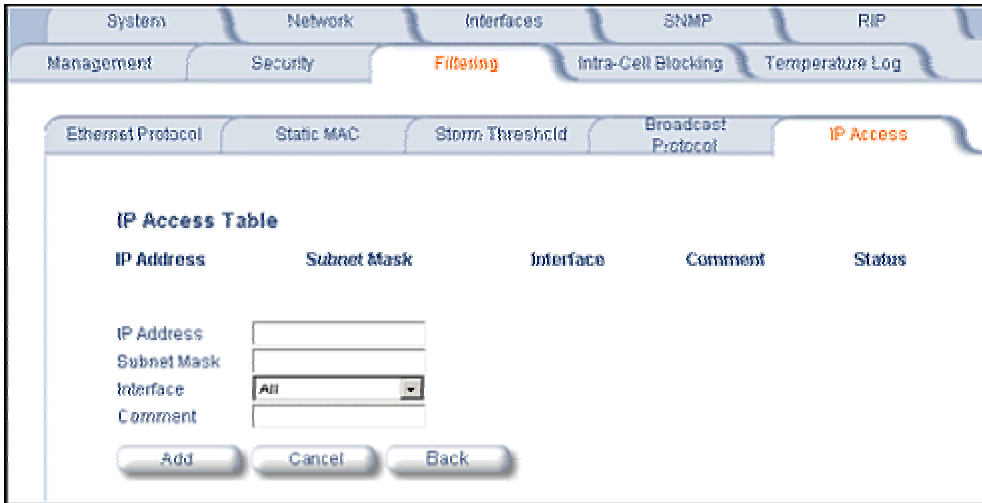 System Network Interfaces SNMP RIP
Management Security Filtering Intra-Cell Blocking Temperature Log
Ethernet Protocol Static MAC Storm Threshold Broadcast Protocol IP Access
IP Access Table
IP Address Subnet Mask Interface Comment Status
IP Address
Subnet Mask
Interface All
Comment
Add Cancel Back